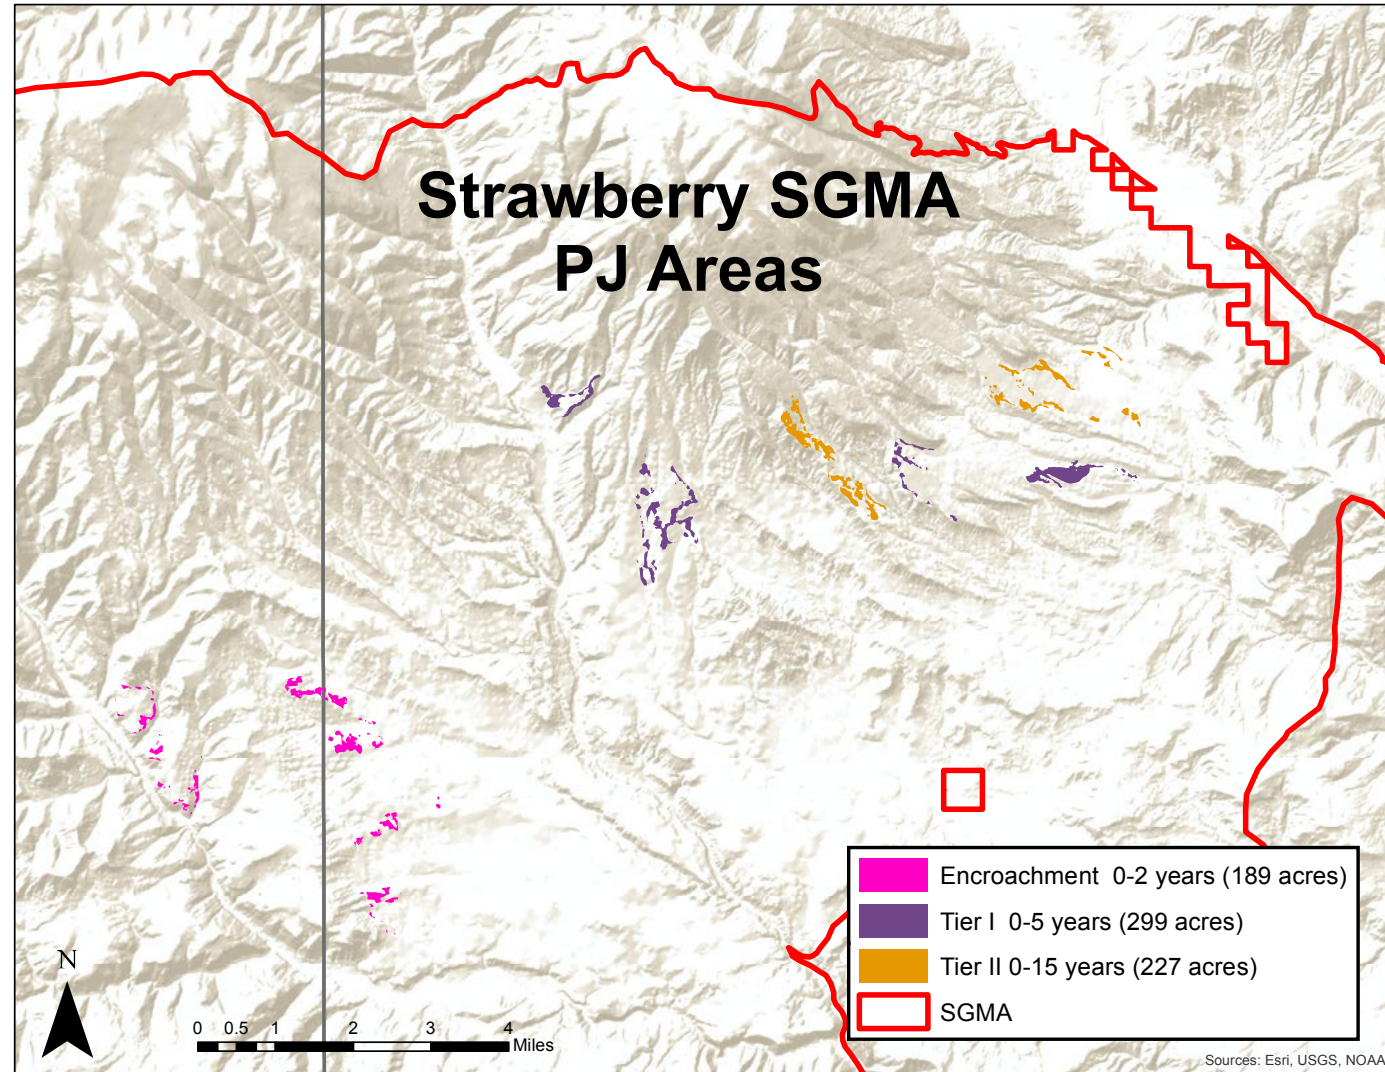 Strawberry SGMA
PJ Areas
Encroachment 0-2 years (189 acres)
Tier I 0-5 years (299 acres)
Tier II 0-15 years (227 acres)
SGMA
N
0 0.5 1 2 3 4
Miles
Sources: Esri, USGS, NOAA